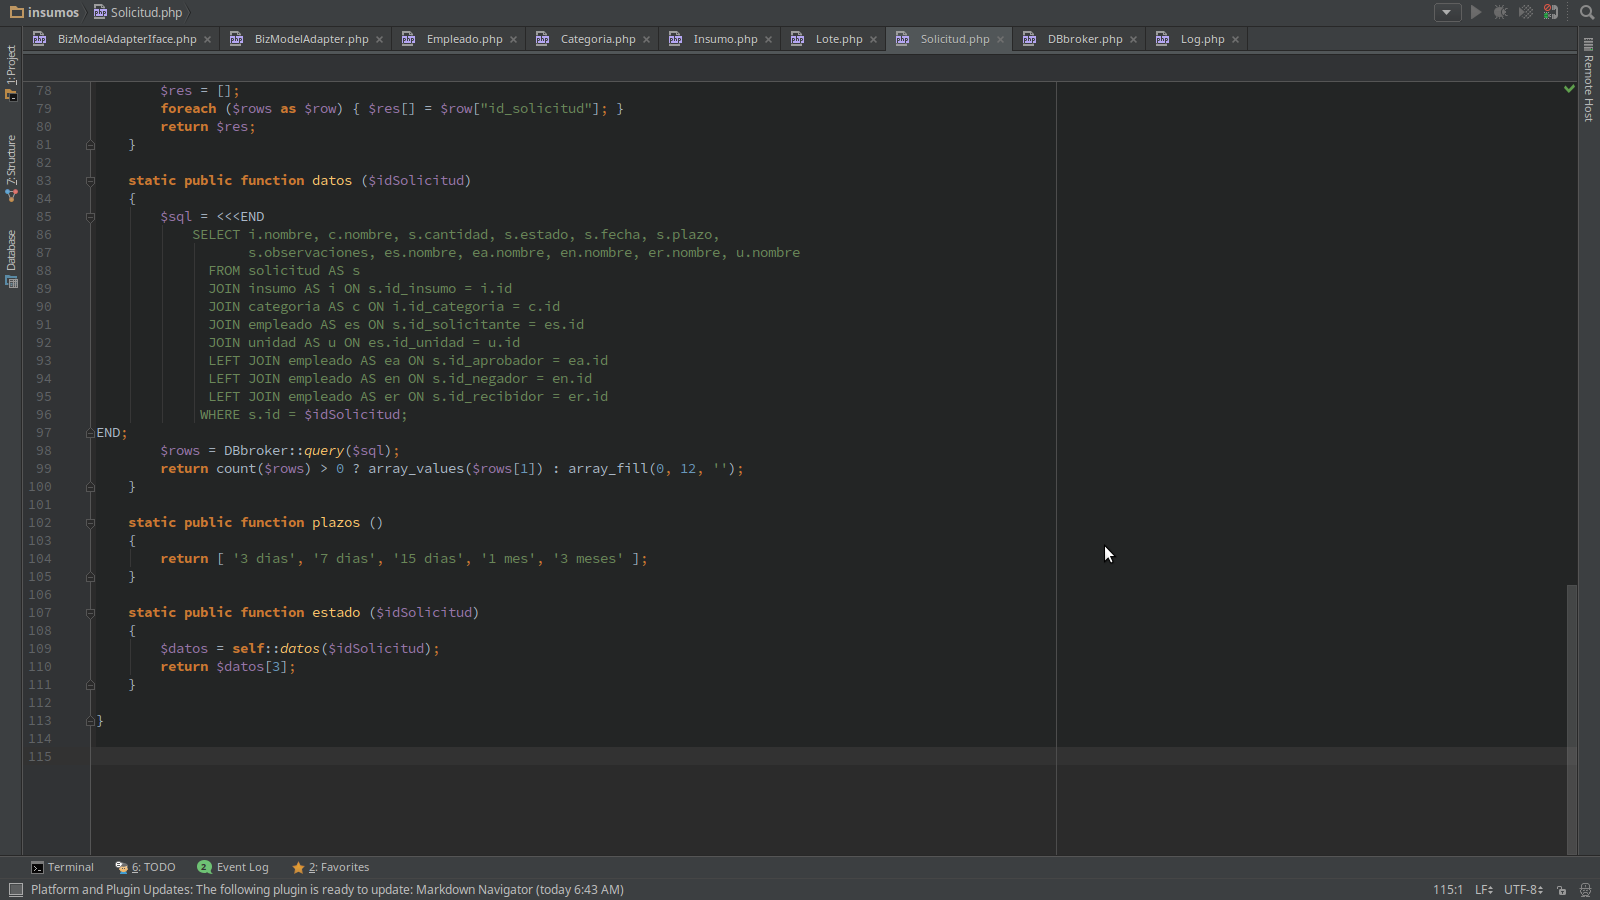 insumos Solicitud.php
BizModelAdapterIface.php BizModelAdapter.php Empleado.php Categoria.php Insumo.php Lote.php Solicitud.php DBbroker.php Log.php
1: Project
7: Structure
Database
Remote Host
78 $res = [];
79 foreach ($rows as $row) { $res[] = $row["id_solicitud"]; }
80 return $res;
81 }
82
83 static public function datos ($idSolicitud)
84 {
85 $sql = <<<END
86 SELECT i.nombre, c.nombre, s.cantidad, s.estado, s.fecha, s.plazo,
87 s.observaciones, es.nombre, ea.nombre, en.nombre, er.nombre, u.nombre
88 FROM solicitud AS s
89 JOIN insumo AS i ON s.id_insumo = i.id
90 JOIN categoria AS c ON i.id_categoria = c.id
91 JOIN empleado AS es ON s.id_solicitante = es.id
92 JOIN unidad AS u ON es.id_unidad = u.id
93 LEFT JOIN empleado AS ea ON s.id_aprobador = ea.id
94 LEFT JOIN empleado AS en ON s.id_negador = en.id
95 LEFT JOIN empleado AS er ON s.id_recibidor = er.id
96 WHERE s.id = $idSolicitud;
97 END;
98 $rows = DBbroker::query($sql);
99 return count($rows) > 0 ? array_values($rows[1]) : array_fill(0, 12, '');
100 }
101
102 static public function plazos ()
103 {
104 return [ '3 dias', '7 dias', '15 dias', '1 mes', '3 meses' ];
105 }
106
107 static public function estado ($idSolicitud)
108 {
109 $datos = self::datos($idSolicitud);
110 return $datos[3];
111 }
112
113 }
114
115
Terminal 6: TODO 2 Event Log 2: Favorites
Platform and Plugin Updates: The following plugin is ready to update: Markdown Navigator (today 6:43 AM) 115:1 LF UTF-8